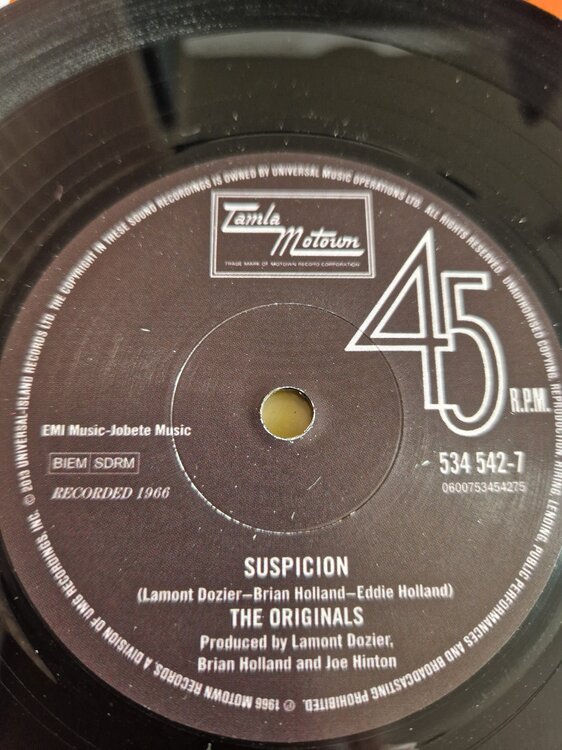 Tamla
Motown
TRADE MARK OF MOTOWN RECORD CORPORATION
45
R.P.M.
EMI Music-Jobete Music
BIEM SDRM
RECORDED 1966
534 542-7
0600753454275
SUSPICION
(Lamont Dozier–Brian Holland–Eddie Holland)
THE ORIGINALS
Produced by Lamont Dozier,
Brian Holland and Joe Hinton
℗ 1966 MOTOWN RECORDS, A DIVISION OF UMG RECORDINGS, INC. © 2013 UNIVERSAL-ISLAND RECORDS LTD. THE COPYRIGHT IN THESE SOUND RECORDINGS IS OWNED BY UNIVERSAL MUSIC OPERATIONS LTD. ALL RIGHTS RESERVED. UNAUTHORISED COPYING, REPRODUCTION, HIRING, LENDING, PUBLIC PERFORMANCES AND BROADCASTING PROHIBITED.